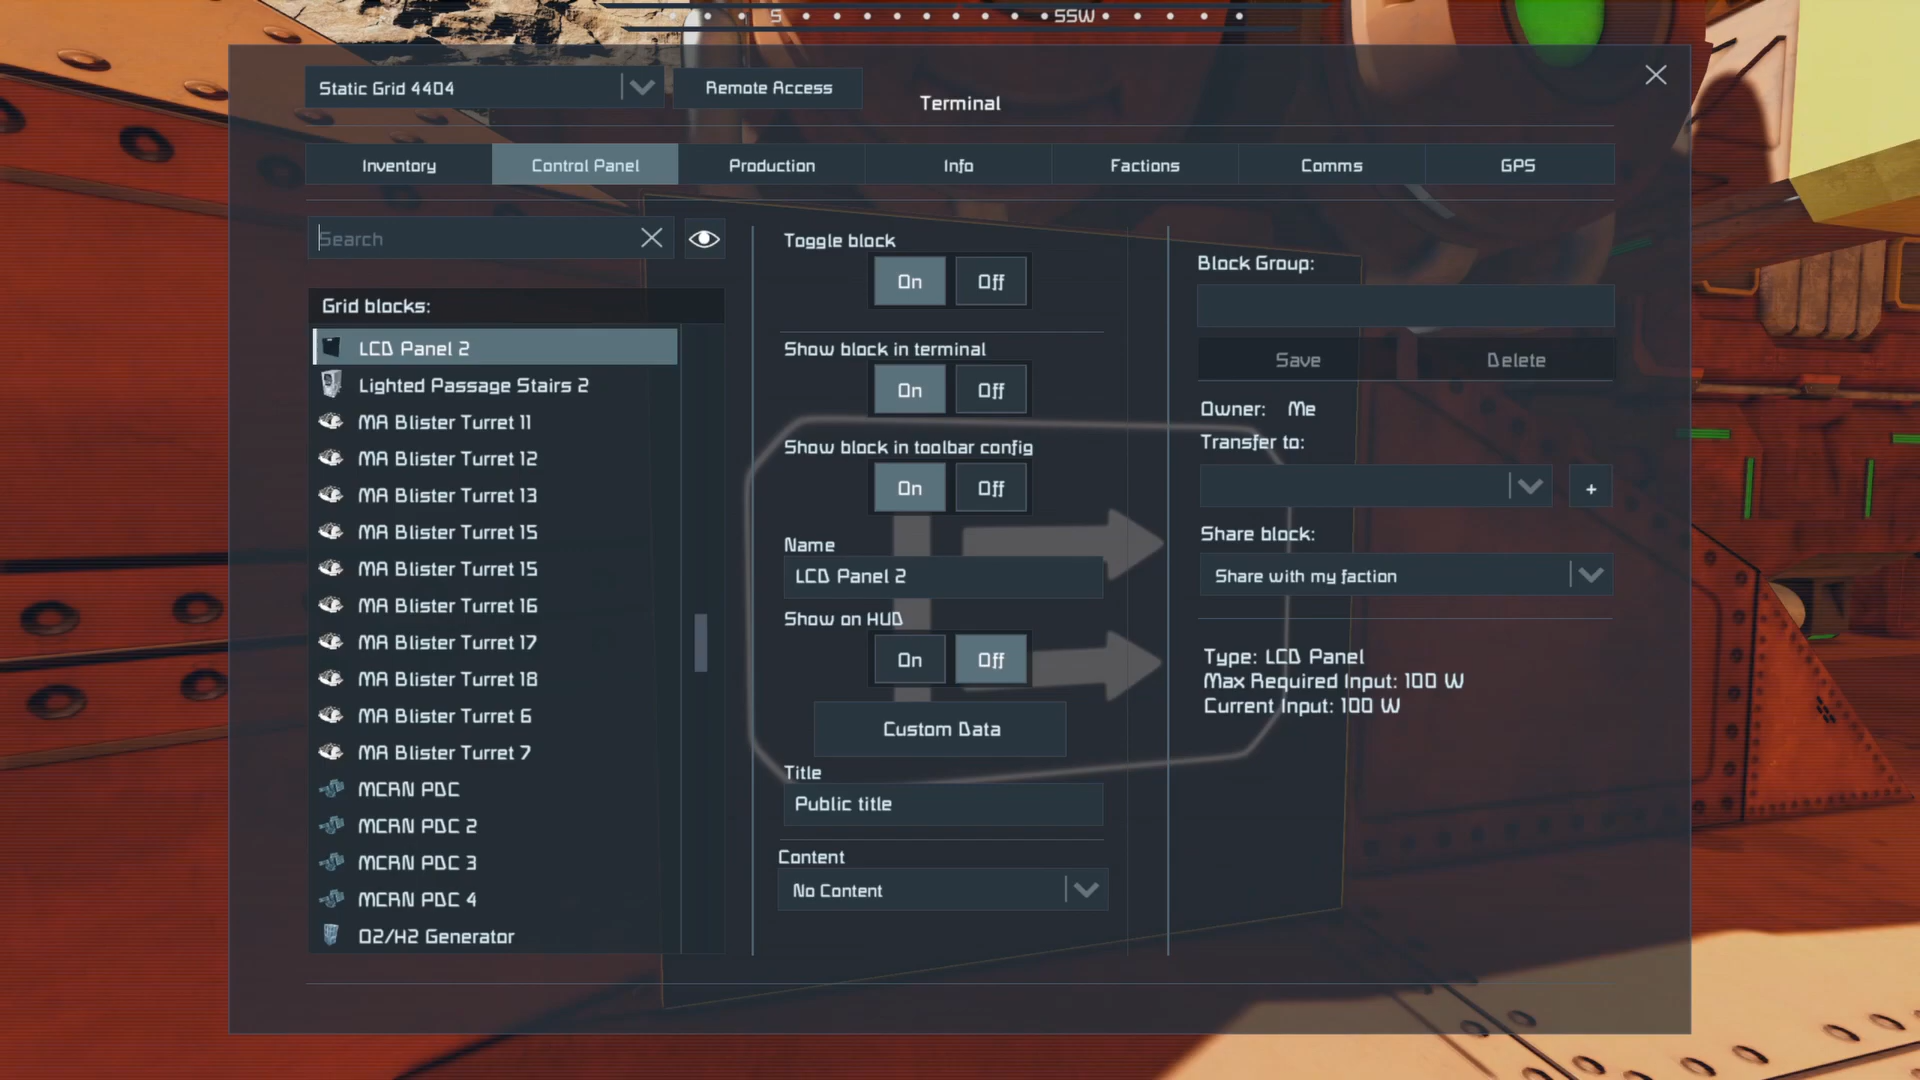 S SSW
Static Grid 4404
Remote Access
Terminal
Inventory
Control Panel
Production
Info
Factions
Comms
GPS
Search
Grid blocks:
LCD Panel 2
Lighted Passage Stairs 2
MA Blister Turret 11
MA Blister Turret 12
MA Blister Turret 13
MA Blister Turret 15
MA Blister Turret 15
MA Blister Turret 16
MA Blister Turret 17
MA Blister Turret 18
MA Blister Turret 6
MA Blister Turret 7
MCRN PDC
MCRN PDC 2
MCRN PDC 3
MCRN PDC 4
O2/H2 Generator
Toggle block
On Off
Show block in terminal
On Off
Show block in toolbar config
On Off
Name
LCD Panel 2
Show on HUD
On Off
Custom Data
Title
Public title
Content
No Content
Block Group:
Save Delete
Owner: Me
Transfer to:
+
Share block:
Share with my faction
Type: LCD Panel
Max Required Input: 100 W
Current Input: 100 W